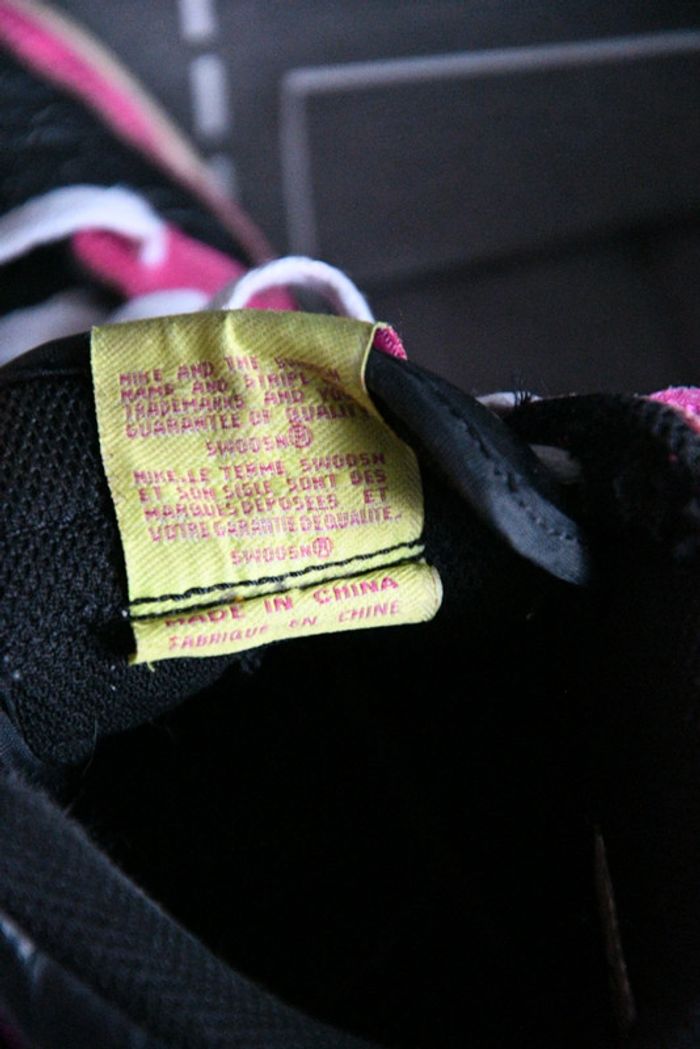 NIKE AND THE
NAME AND STRIPE
TRADEMARKS AND
GUARANTEE OF QUALITY
SWOOSH®
NIKE, LE TERME SWOOSH
ET SON SIGLE SONT DES
MARQUES DEPOSEES ET
VOTRE GARANTIE DE QUALITE.
SWOOSH®
MADE IN CHINA
FABRIQUE EN CHINE